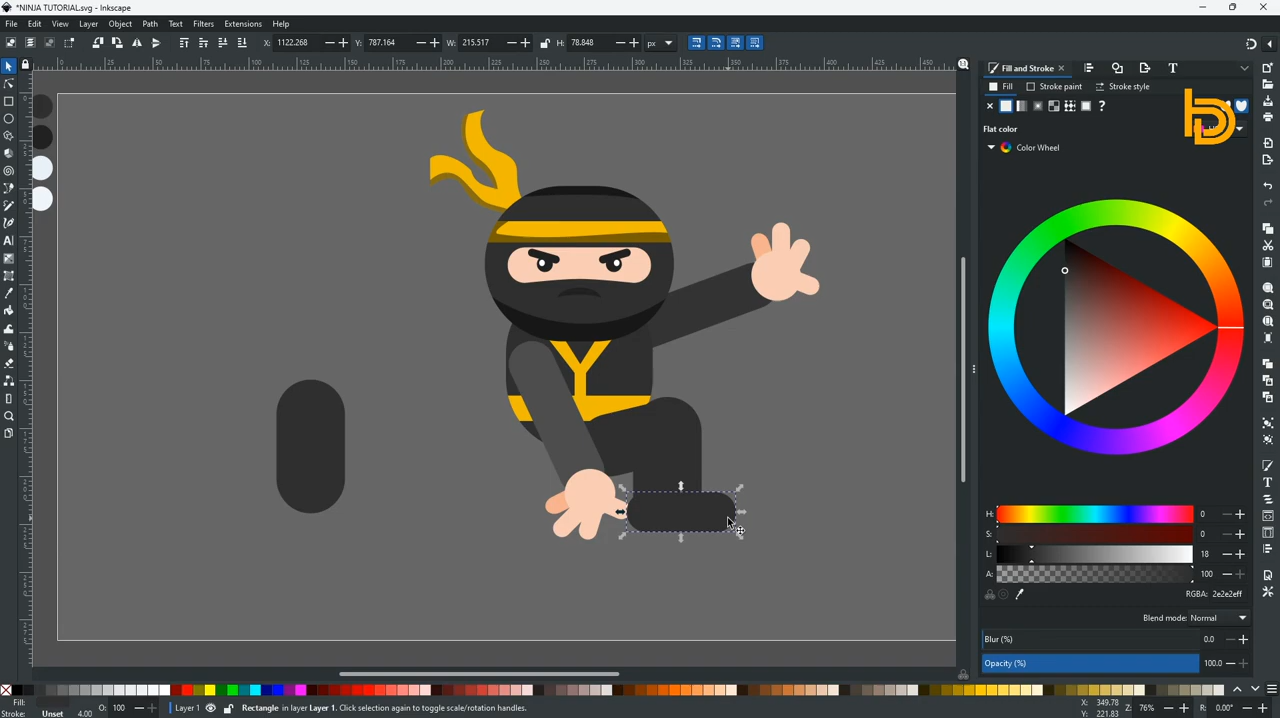 *NINJA TUTORIAL.svg - Inkscape
File Edit View Layer Object Path Text Filters Extensions Help
X: 1122.268 Y: 787.164 W: 215.517 H: 78.848 px
Fill and Stroke
Fill Stroke paint Stroke style
Flat color
Color Wheel
H: 0
S: 0
L: 18
A: 100
RGBA: 2e2e2eff
Blend mode: Normal
Blur (%) 0.0
Opacity (%) 100.0
Fill: O: 100 Layer 1 Rectangle in layer Layer 1. Click selection again to toggle scale/rotation handles. X: 349.78 Z: 76% R: 0.00°
Stroke: Unset 4.00 Y: 221.83